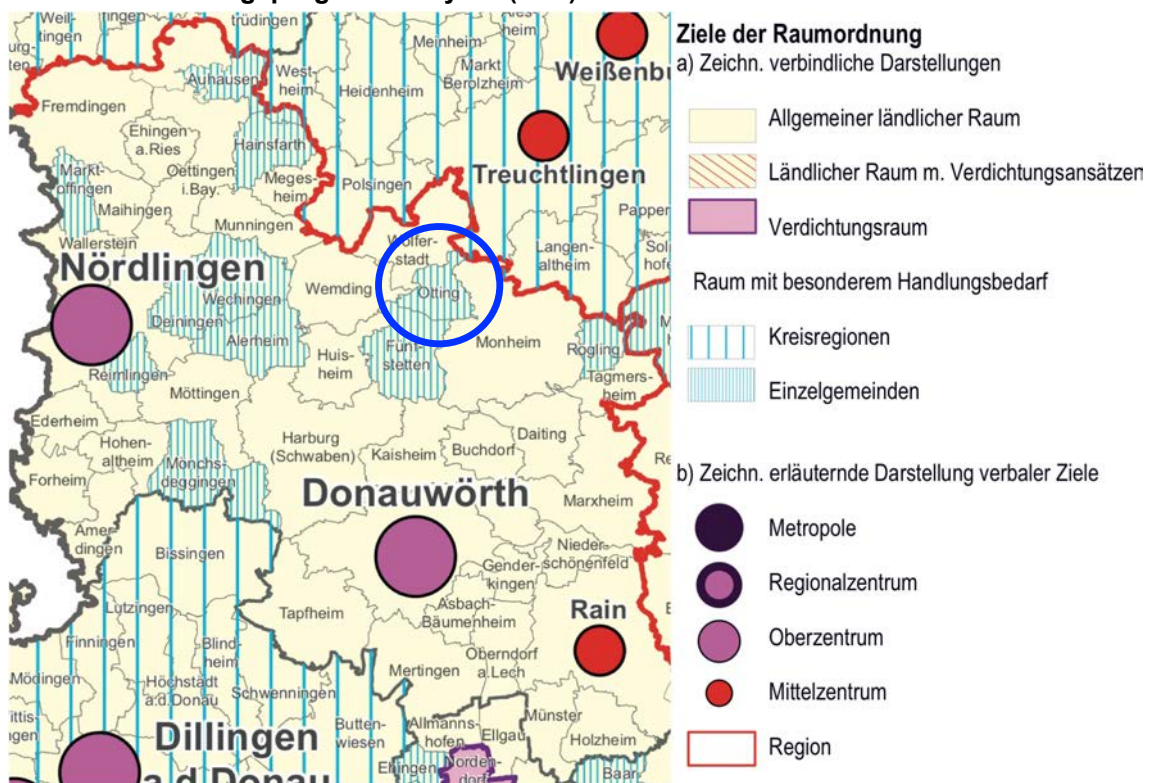 Weil-
tingen
trüdingen
Meinheim
heim
Weißenbu
Auhausen
West-
heim
Markt
Berolzheim
Heidenheim
Fremdingen
Ehingen
a.Ries
Hainsfarth
Treuchtlingen
Markt-
offingen
Oettingen
i.Bay.
Meges-
heim
Polsingen
Maihingen
Munningen
Pappen
Wallerstein
Wolfer-
stadt
Langen-
altheim
Sol
hofe
Nördlingen
Wechingen
Wemding
Otting
Deiningen
Alerheim
Fünf-
stetten
Monheim
Rögling
Huis-
heim
Reimlingen
Tagmers-
heim
Möttingen
Ederheim
Hohen-
altheim
Harburg
(Schwaben)
Kaisheim
Buchdorf
Daiting
Forheim
Mönchs-
deggingen
Donauwörth
Marxheim
Amer-
dingen
Bissingen
Nieder-
schönenfeld
Gender-
kingen
Lutzingen
Tapfheim
Asbach-
Bäumenheim
Rain
Finningen
Blind-
heim
Mödingen
Höchstädt
a.d.Donau
Schwenningen
Mertingen
Oberndorf
a.Lech
Dillingen
a.d.Donau
Butten-
wiesen
Allmanns-
hofen
Ellgau
Münster
Holzheim
Ehingen
Norden-
dorf
Baar
Ziele der Raumordnung
a) Zeichn. verbindliche Darstellungen
Allgemeiner ländlicher Raum
Ländlicher Raum m. Verdichtungsansätzen
Verdichtungsraum
Raum mit besonderem Handlungsbedarf
Kreisregionen
Einzelgemeinden
b) Zeichn. erläuternde Darstellung verbaler Ziele
Metropole
Regionalzentrum
Oberzentrum
Mittelzentrum
Region